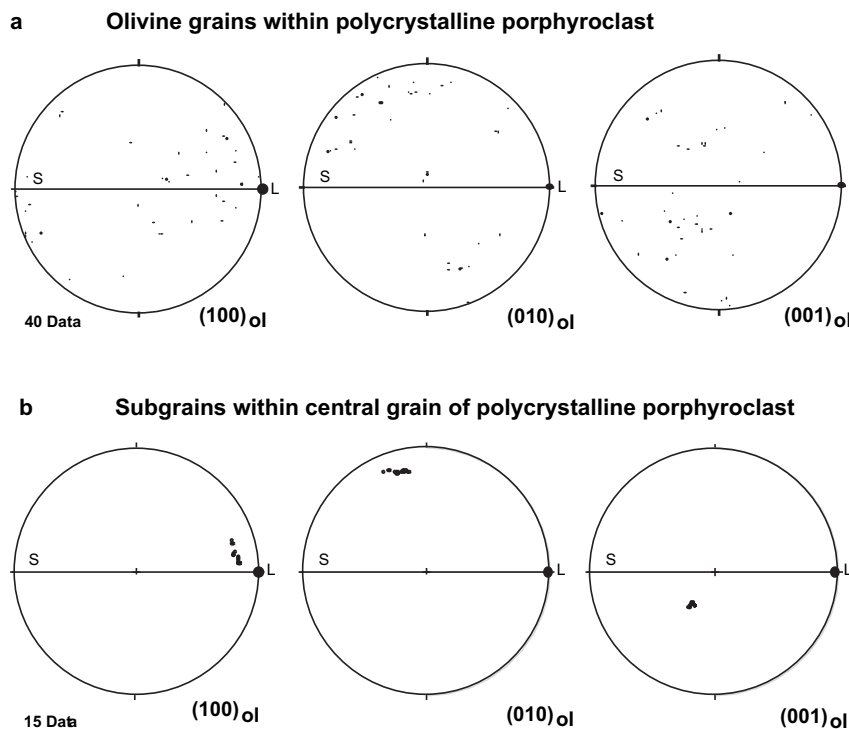 a Olivine grains within polycrystalline porphyroclast
S L
S L
S L
40 Data (100)ol (010)ol (001)ol
b Subgrains within central grain of polycrystalline porphyroclast
S L
S L
S L
15 Data (100)ol (010)ol (001)ol